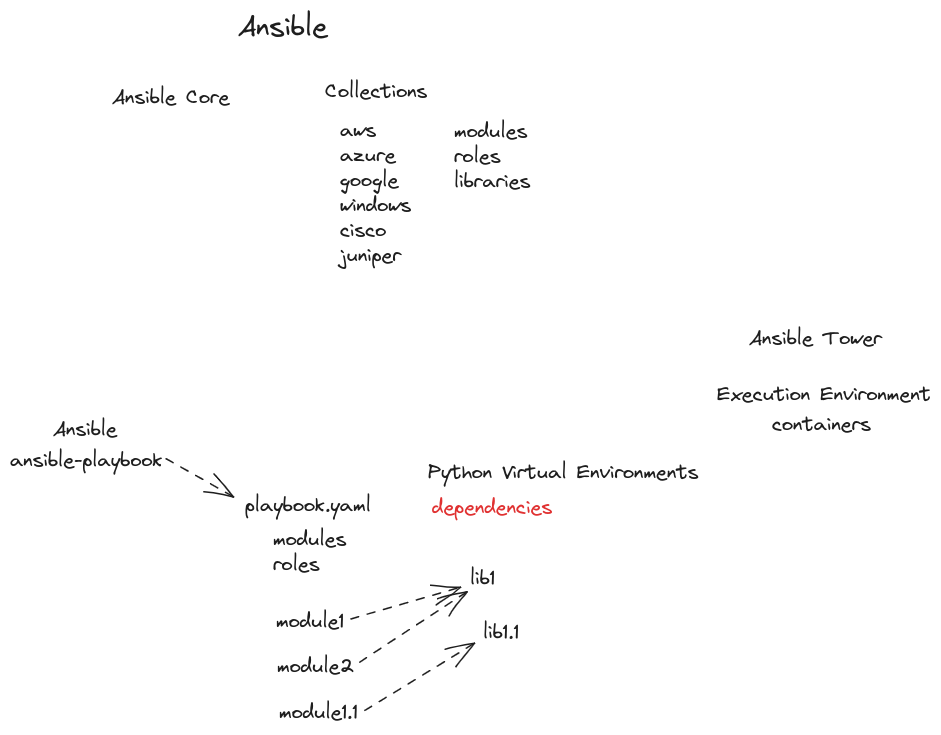 Ansible
Ansible Core
Collections
aws
azure
google
windows
cisco
juniper
modules
roles
libraries
Ansible Tower
Execution Environment
containers
Ansible
ansible-playbook
playbook.yaml
modules
roles
Python Virtual Environments
dependencies
module1
module2
module1.1
lib1
lib1.1